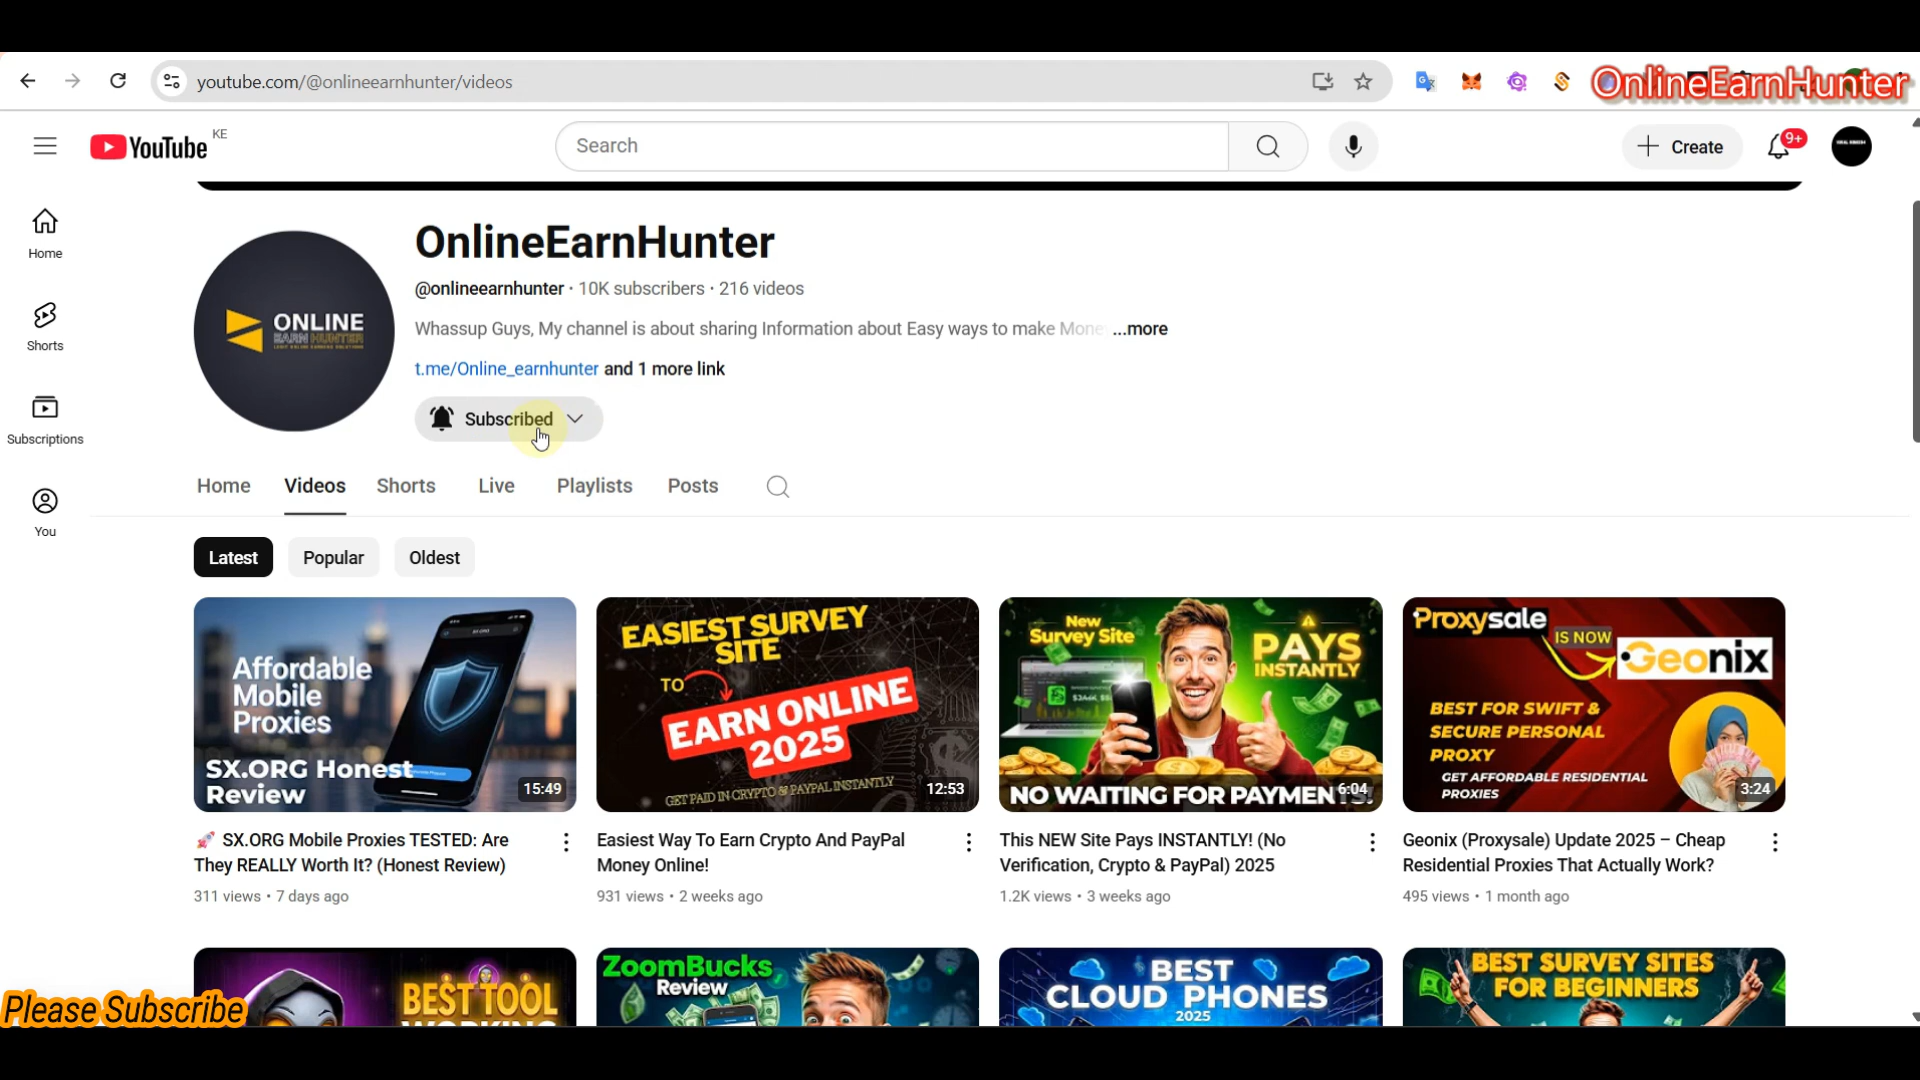 youtube.com/@onlineearnhunter/videos
OnlineEarnHunter
YouTube KE
Search
Create
9+
Home
Shorts
Subscriptions
You
ONLINE
EARN HUNTER
OnlineEarnHunter
@onlineearnhunter · 10K subscribers · 216 videos
Whassup Guys, My channel is about sharing Information about Easy ways to make Money ...more
t.me/Online_earnhunter and 1 more link
Subscribed
Home Videos Shorts Live Playlists Posts
Latest Popular Oldest
Affordable
Mobile
Proxies
SX.ORG Honest
Review
15:49
🚀 SX.ORG Mobile Proxies TESTED: Are
They REALLY Worth It? (Honest Review)
311 views • 7 days ago
EASIEST SURVEY
SITE
TO
EARN ONLINE
2025
GET PAID IN CRYPTO & PAYPAL INSTANTLY
12:53
Easiest Way To Earn Crypto And PayPal
Money Online!
931 views • 2 weeks ago
New
Survey Site
PAYS
INSTANTLY
NO WAITING FOR PAYMENTS!
6:04
This NEW Site Pays INSTANTLY! (No
Verification, Crypto & PayPal) 2025
1.2K views • 3 weeks ago
Proxysale
IS NOW
Geonix
BEST FOR SWIFT &
SECURE PERSONAL
PROXY
GET AFFORDABLE RESIDENTIAL
PROXIES
3:24
Geonix (Proxysale) Update 2025 – Cheap
Residential Proxies That Actually Work?
495 views • 1 month ago
BEST TOOL
WORKING
ZoomBucks
Review
BEST
CLOUD PHONES
2025
BEST SURVEY SITES
FOR BEGINNERS
Please Subscribe